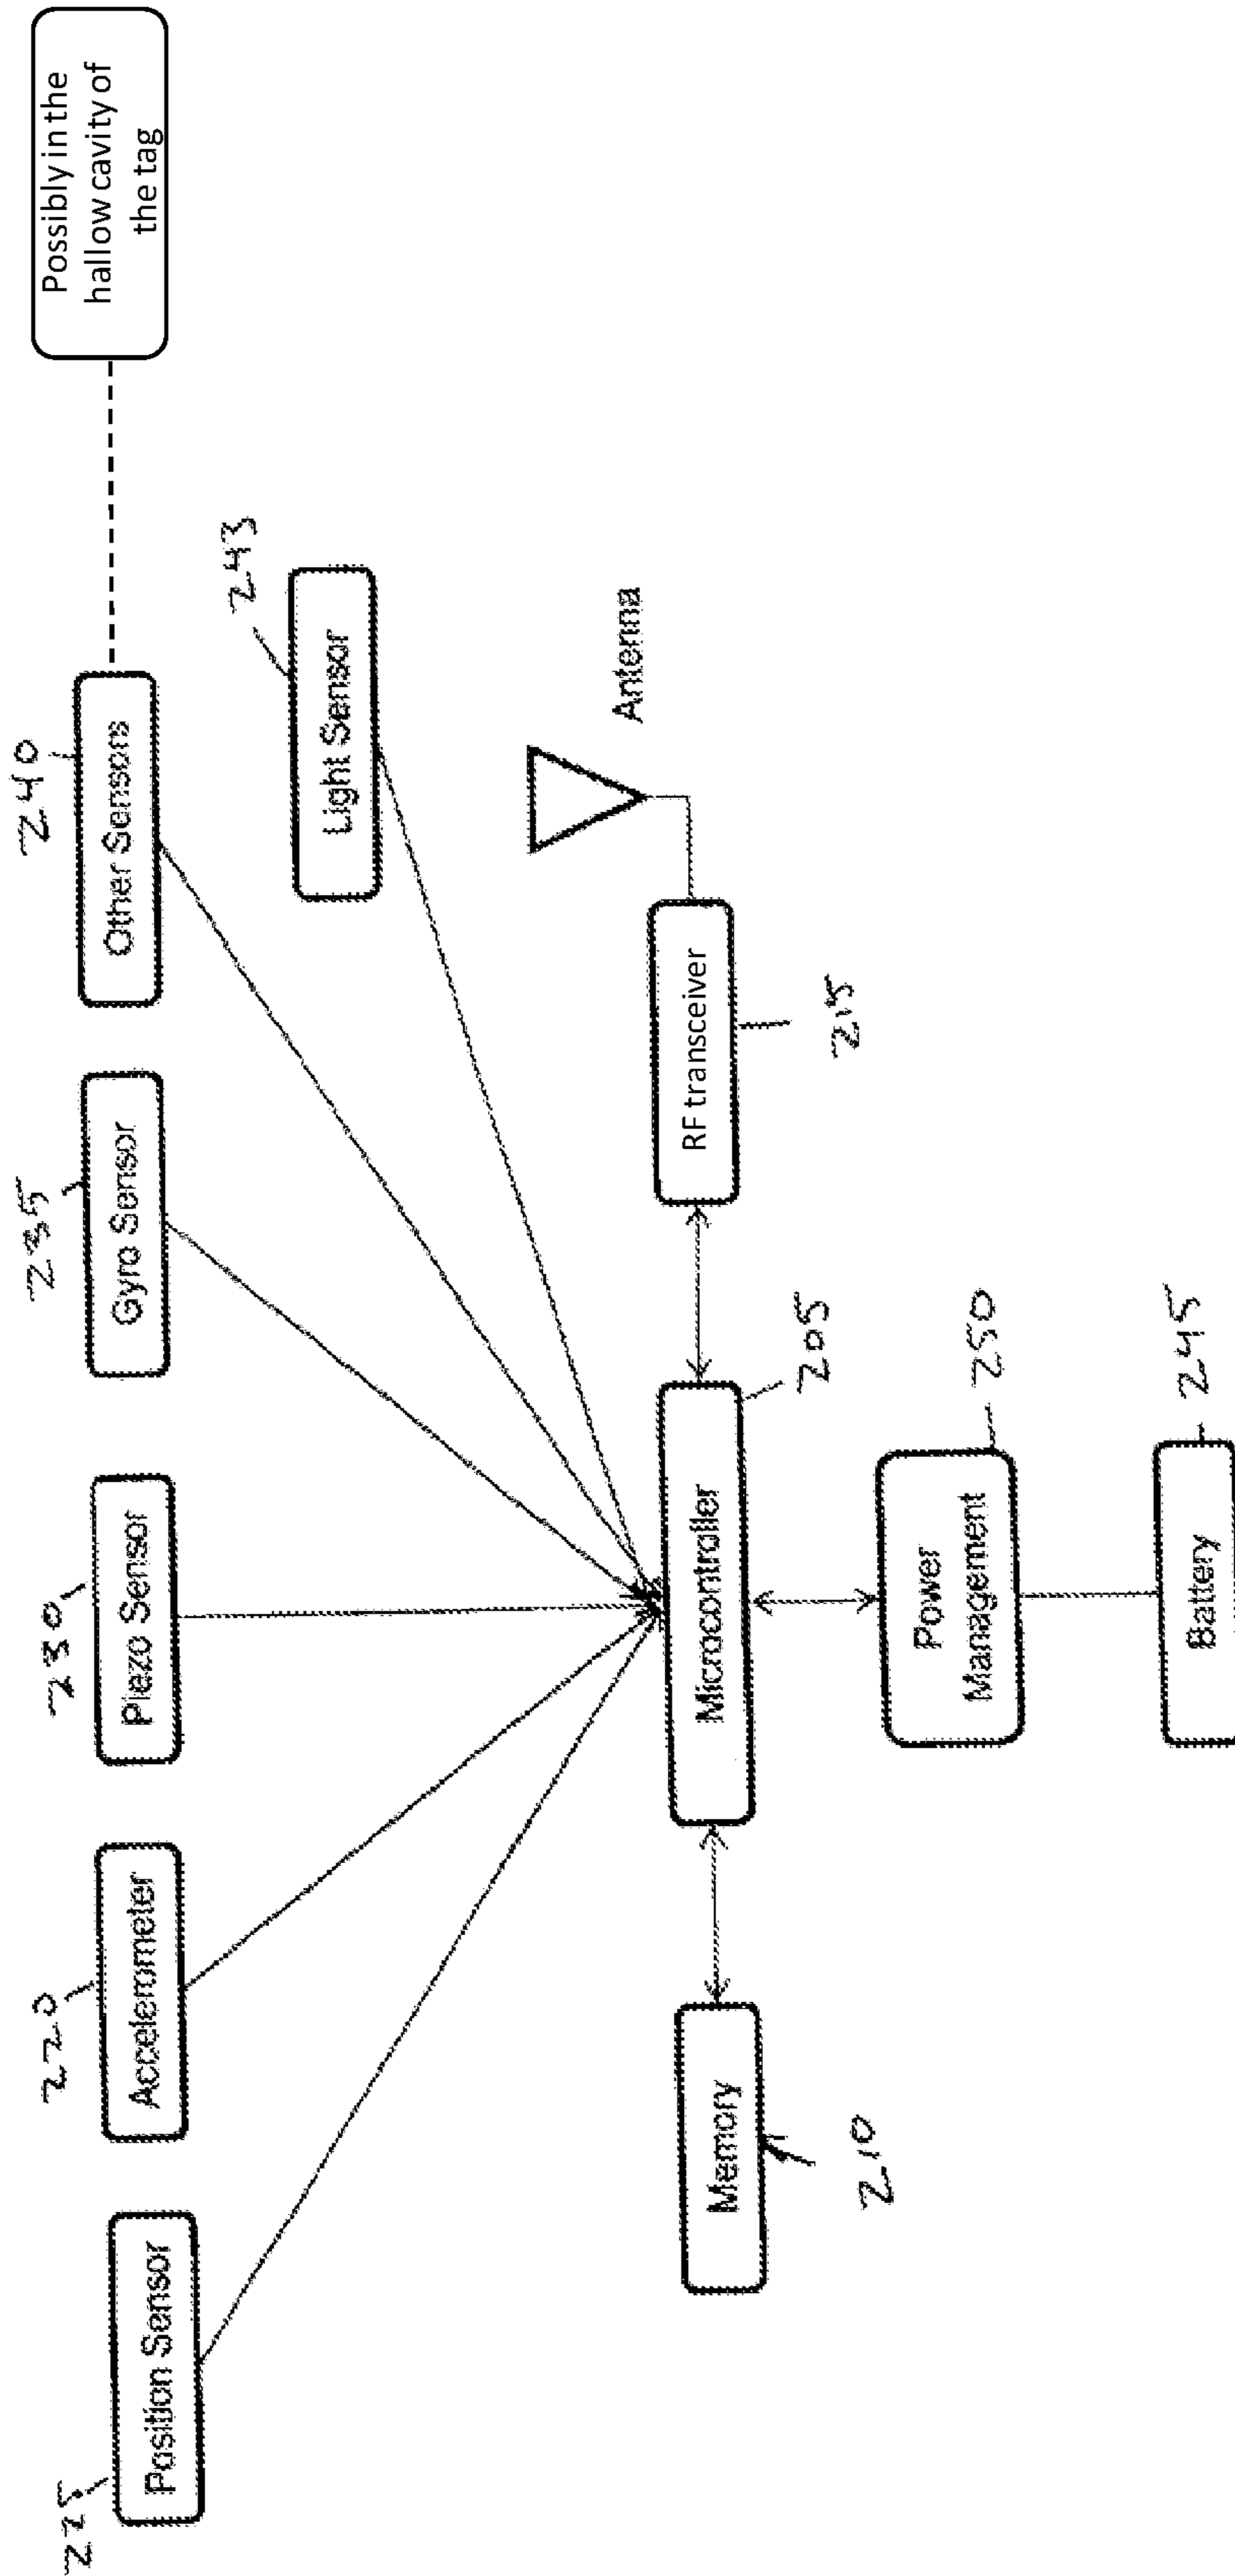 Possibly in the
hallow cavity of
the tag
225
220
230
235
240
Position Sensor
Accelerometer
Piezo Sensor
Gyro Sensor
Other Sensors
243
Light Sensor
Antenna
Memory
Microcontroller
RF transceiver
210
205
215
Power
Management
250
Battery
245